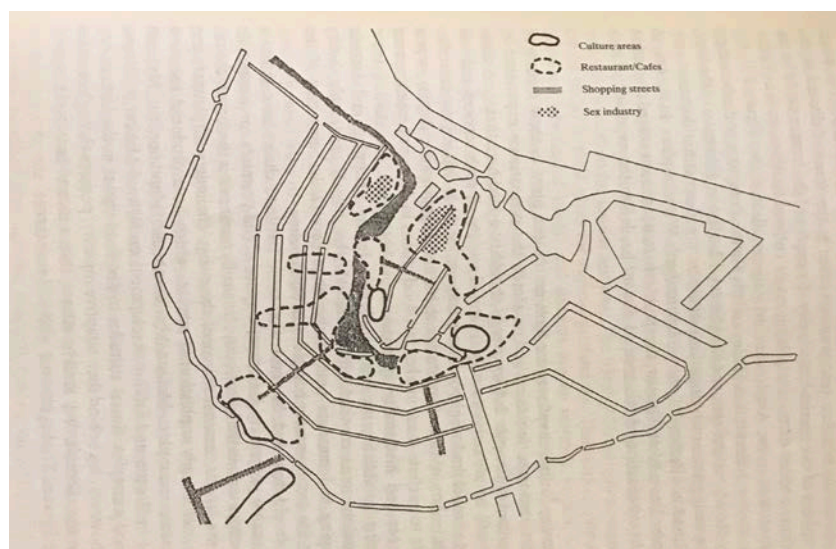 Culture areas
Restaurant/Cafes
Shopping streets
Sex industry